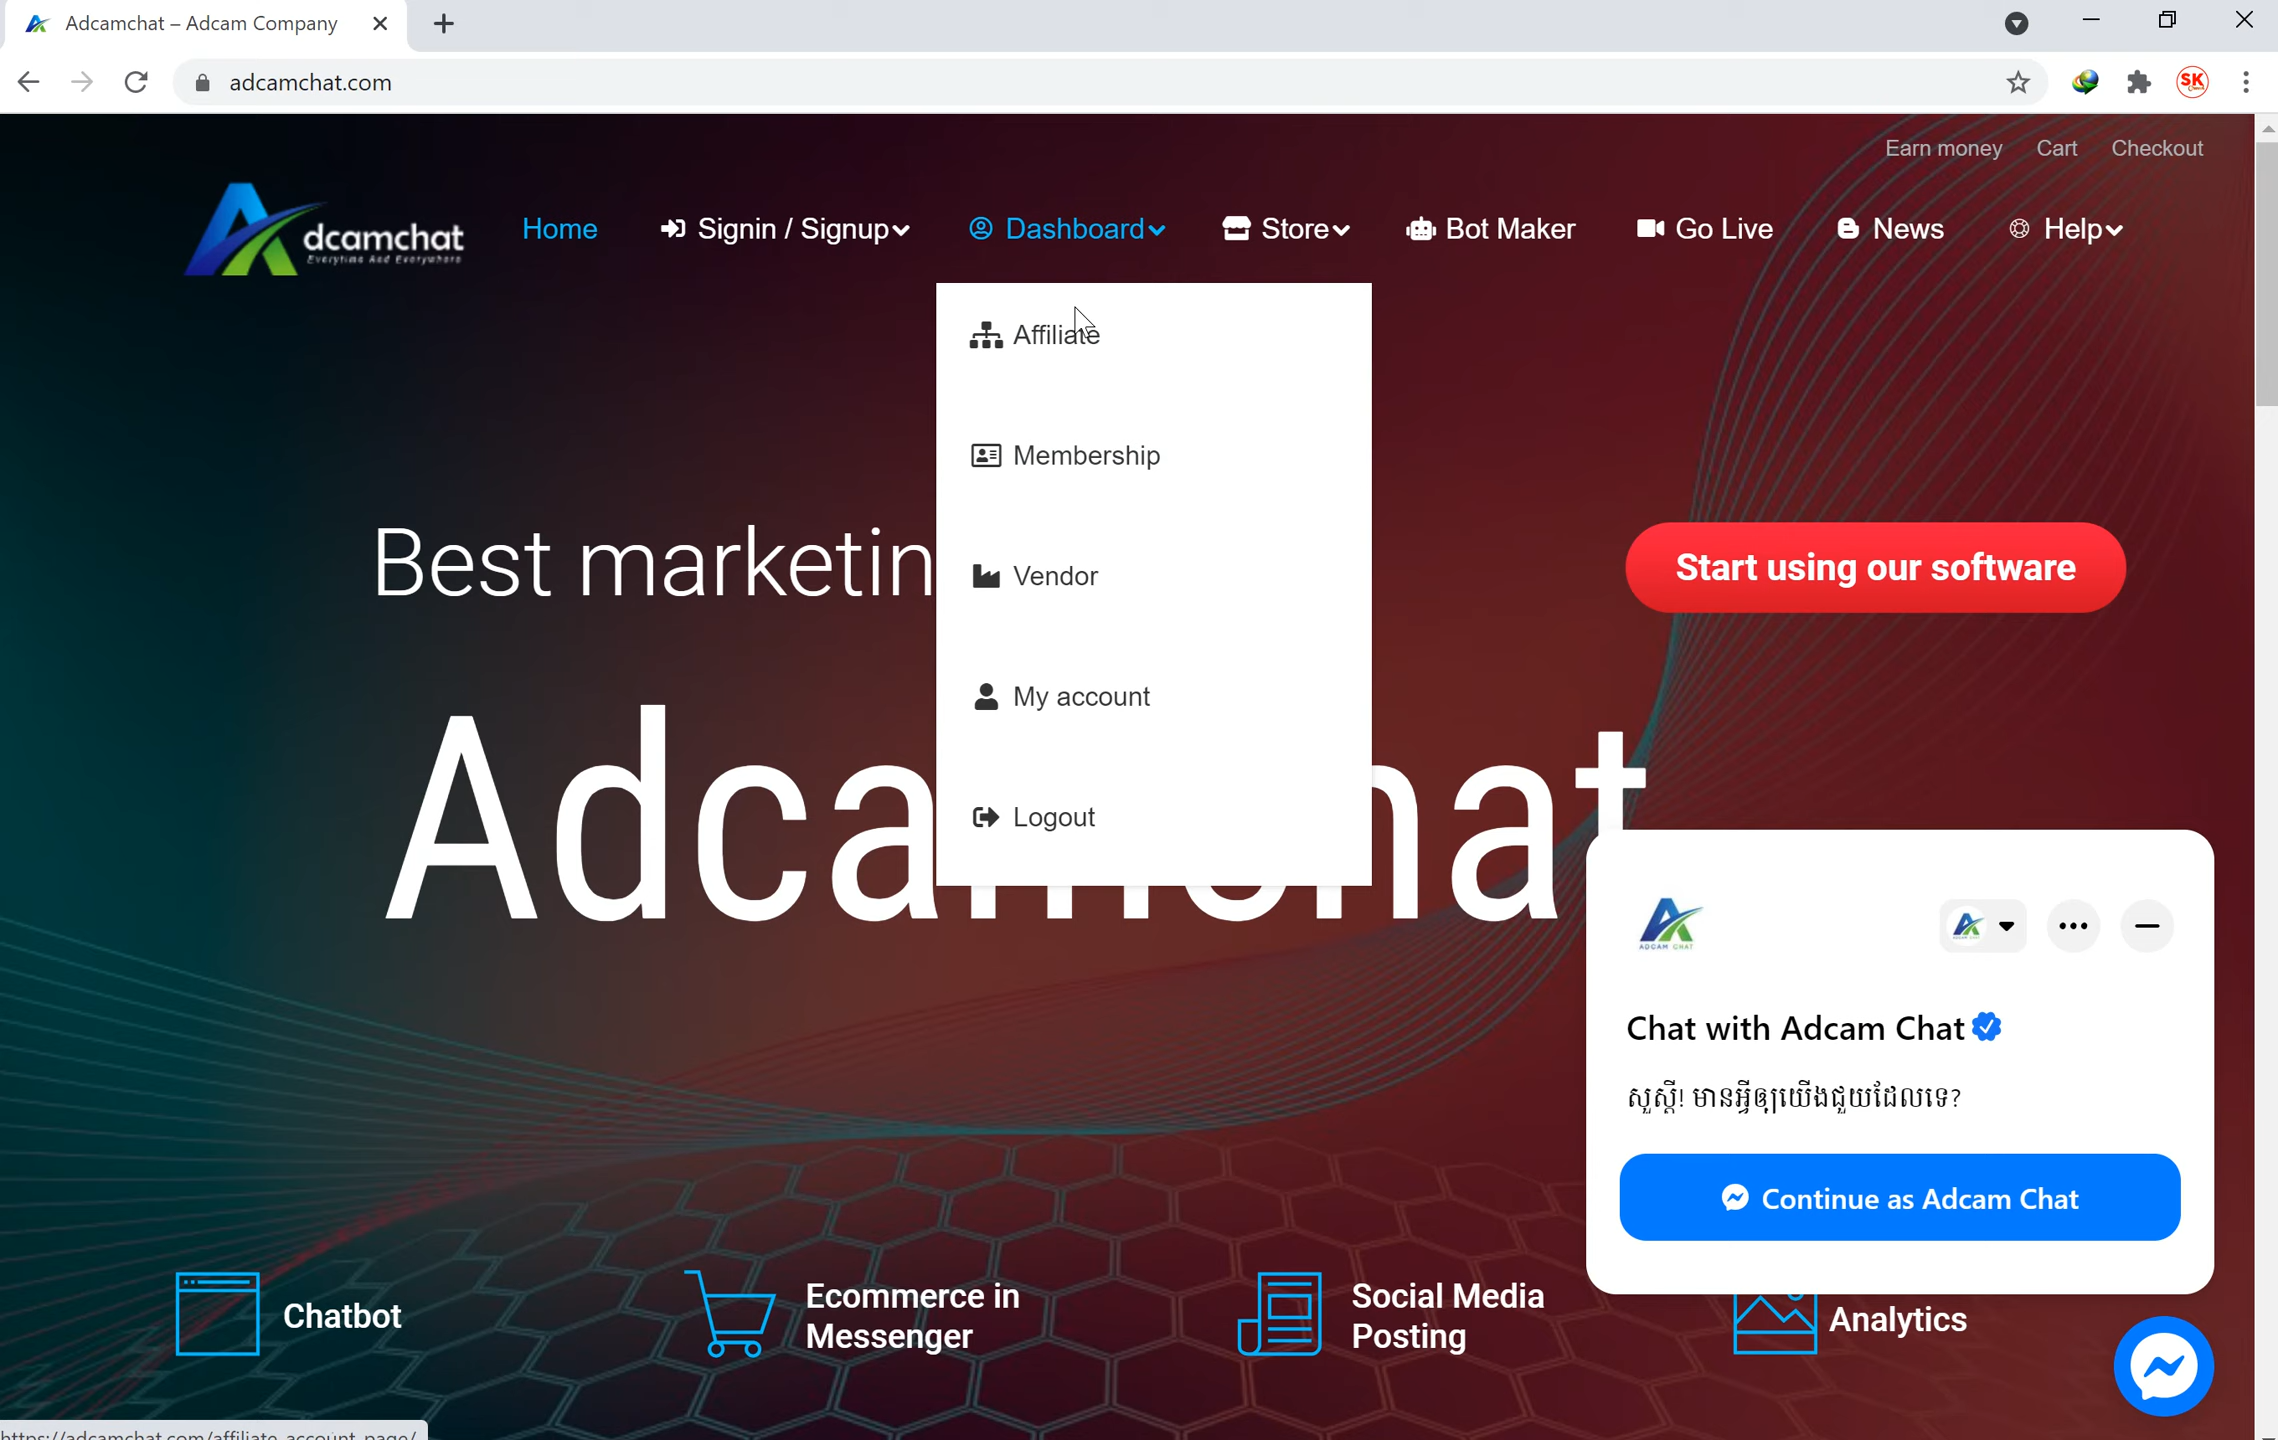 Adcamchat – Adcam Company
adcamchat.com
SK
Earn money Cart Checkout
dcamchat
Everytime And Everywhere
Home Signin / Signup Dashboard Store Bot Maker Go Live News Help
Affiliate
Membership
Vendor
My account
Logout
Best marketin
Start using our software
Adca
hat
ADCAM CHAT
Chat with Adcam Chat
សួស្តី! មានអ្វីឲ្យយើងជួយដែលទេ?
Continue as Adcam Chat
Chatbot
Ecommerce in
Messenger
Social Media
Posting
Analytics
https://adcamchat.com/affiliate-account-page/